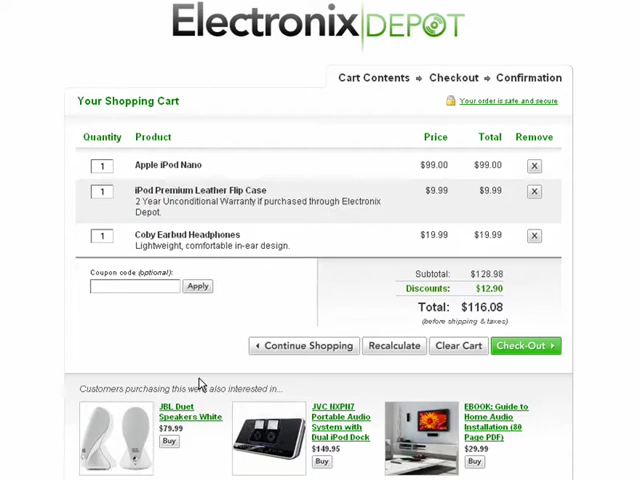 Electronix DEPOT
Cart Contents Checkout Confirmation
Your Shopping Cart
Your order is safe and secure
Quantity Product Price Total Remove
1 Apple iPod Nano $99.00 $99.00 X
1 iPod Premium Leather Flip Case $9.99 $9.99 X
2 Year Unconditional Warranty if purchased through Electronix
Depot.
1 Coby Earbud Headphones $19.99 $19.99 X
Lightweight, comfortable in-ear design.
Coupon code (optional):
Apply
Subtotal: $128.98
Discounts: $12.90
Total: $116.08
(before shipping & taxes)
Continue Shopping Recalculate Clear Cart Check-Out
Customers purchasing this were also interested in...
JBL Duet
Speakers White
$79.99
Buy
JVC NXPN7
Portable Audio
System with
Dual iPod Dock
$149.95
Buy
EBOOK: Guide to
Home Audio
Installation (80
Page PDF)
$29.99
Buy